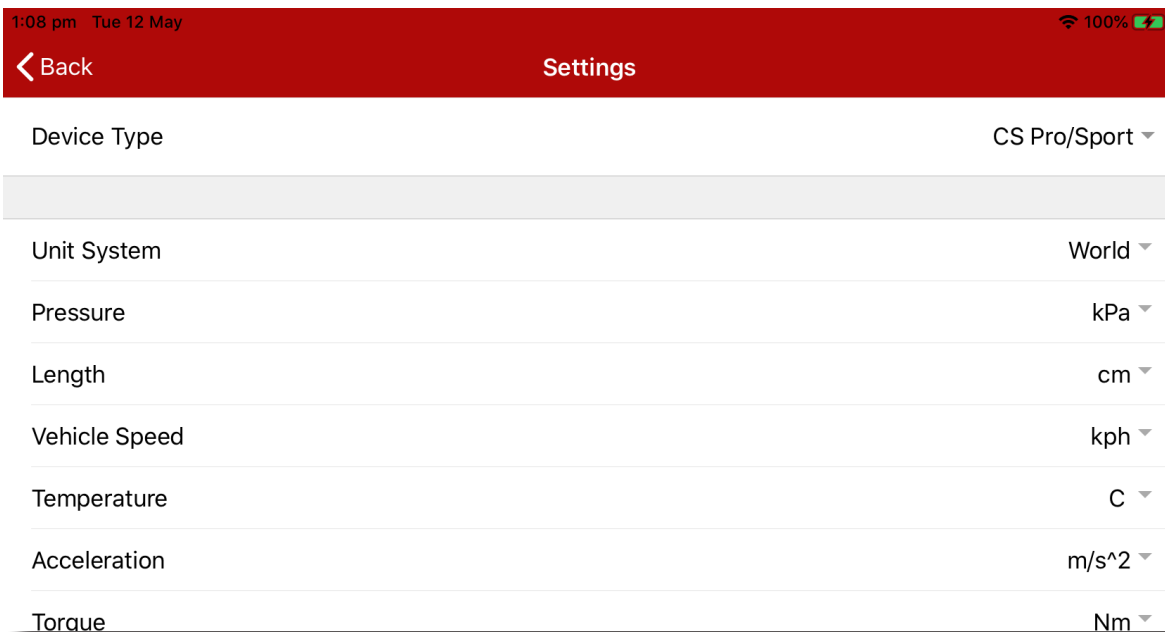 1:08 pm Tue 12 May 100%
Back Settings
Device Type CS Pro/Sport
Unit System World
Pressure kPa
Length cm
Vehicle Speed kph
Temperature C
Acceleration m/s^2
Torque Nm